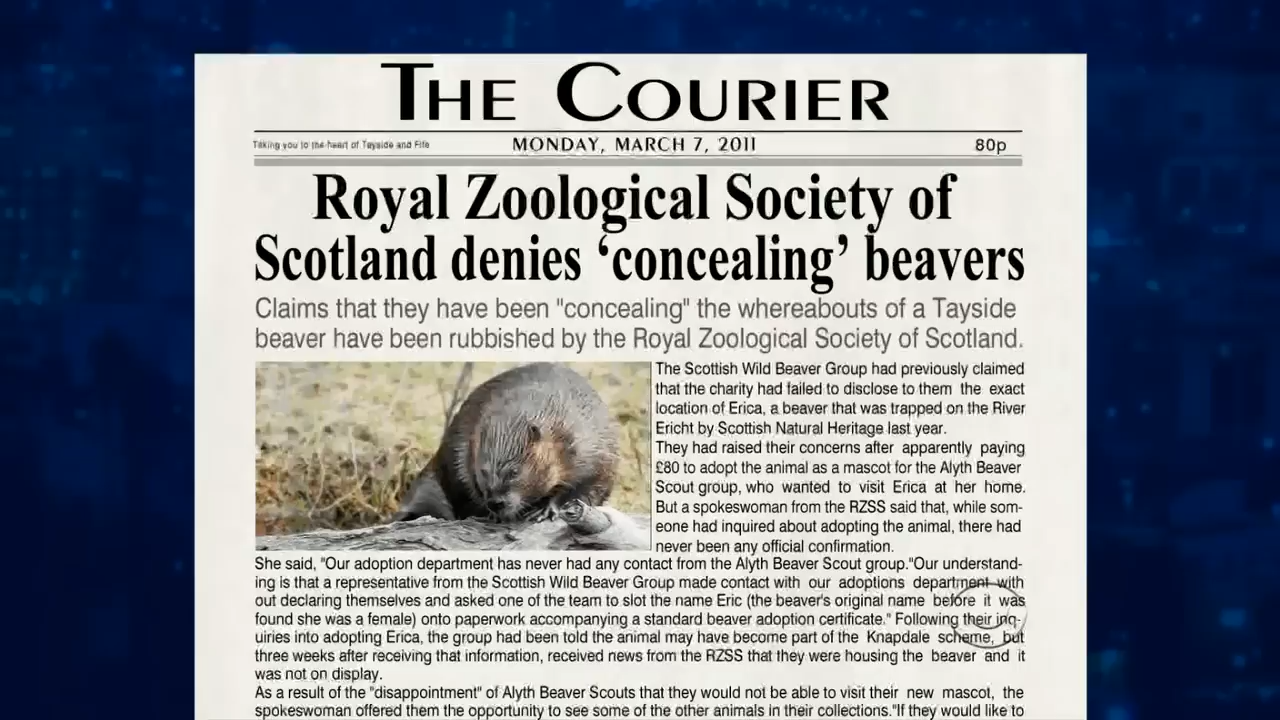 THE COURIER
Taking you to the heart of Tayside and Fife MONDAY, MARCH 7, 2011 80p
Royal Zoological Society of
Scotland denies ‘concealing’ beavers
Claims that they have been "concealing" the whereabouts of a Tayside
beaver have been rubbished by the Royal Zoological Society of Scotland.
The Scottish Wild Beaver Group had previously claimed
that the charity had failed to disclose to them the exact
location of Erica, a beaver that was trapped on the River
Ericht by Scottish Natural Heritage last year.
They had raised their concerns after apparently paying
£80 to adopt the animal as a mascot for the Alyth Beaver
Scout group, who wanted to visit Erica at her home.
But a spokeswoman from the RZSS said that, while som-
eone had inquired about adopting the animal, there had
never been any official confirmation.
She said, "Our adoption department has never had any contact from the Alyth Beaver Scout group."Our understand-
ing is that a representative from the Scottish Wild Beaver Group made contact with our adoptions department with
out declaring themselves and asked one of the team to slot the name Eric (the beaver's original name before it was
found she was a female) onto paperwork accompanying a standard beaver adoption certificate." Following their inq-
uiries into adopting Erica, the group had been told the animal may have become part of the Knapdale scheme, but
three weeks after receiving that information, received news from the RZSS that they were housing the beaver and it
was not on display.
As a result of the "disappointment" of Alyth Beaver Scouts that they would not be able to visit their new mascot, the
spokeswoman offered them the opportunity to see some of the other animals in their collections."If they would like to